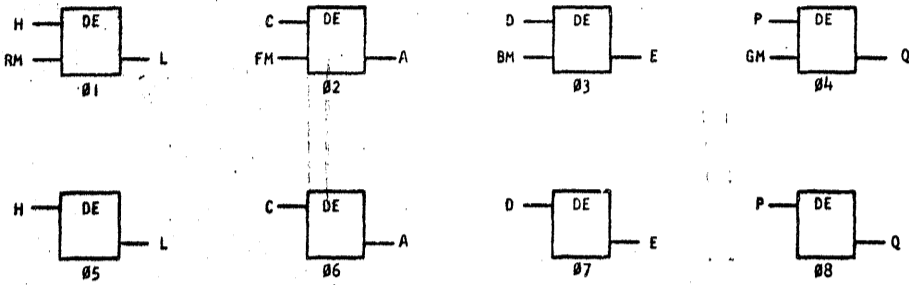 H DE C DE D DE P DE
RM L FM A BM E GM Q
Ø1 Ø2 Ø3 Ø4
H DE C DE D DE P DE
L A E Q
Ø5 Ø6 Ø7 Ø8